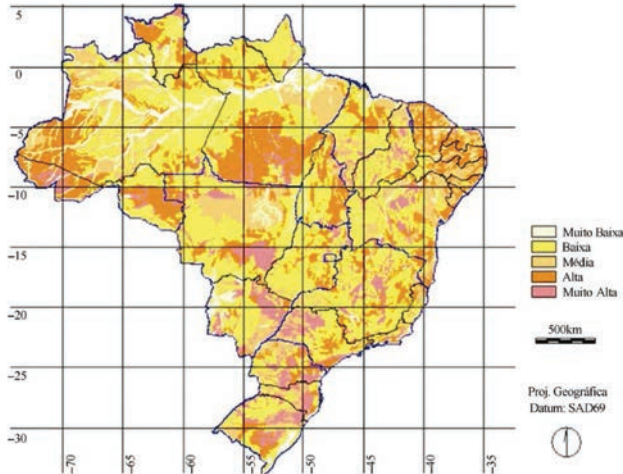 5
0
−5
−10
−15
−20
−25
−30
−70
−65
−60
−55
−50
−45
−40
−35
Muito Baixa
Baixa
Média
Alta
Muito Alta
500km
Proj. Geográfica
Datum: SAD69